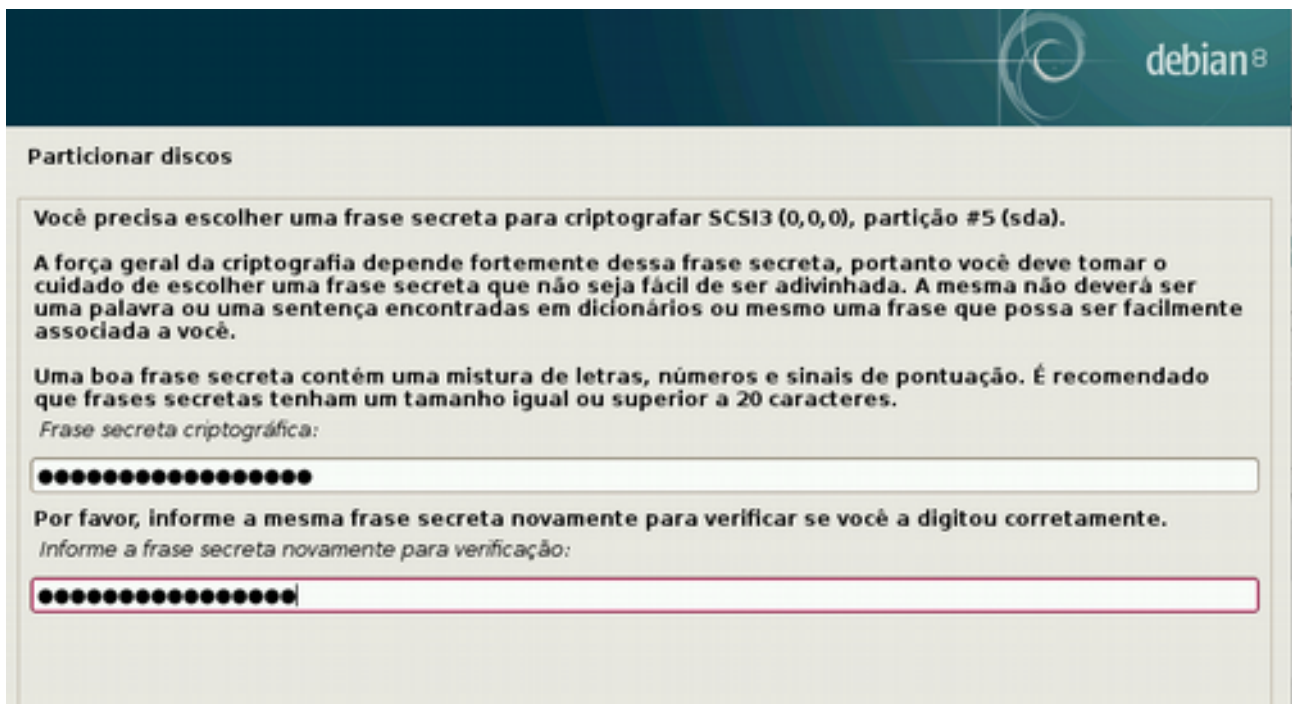 debian 8
Particionar discos
Você precisa escolher uma frase secreta para criptografar SCSI3 (0,0,0), partição #5 (sda).
A força geral da criptografia depende fortemente dessa frase secreta, portanto você deve tomar o
cuidado de escolher uma frase secreta que não seja fácil de ser adivinhada. A mesma não deverá ser
uma palavra ou uma sentença encontradas em dicionários ou mesmo uma frase que possa ser facilmente
associada a você.
Uma boa frase secreta contém uma mistura de letras, números e sinais de pontuação. É recomendado
que frases secretas tenham um tamanho igual ou superior a 20 caracteres.
Frase secreta criptográfica:
●●●●●●●●●●●●●●●●●
Por favor, informe a mesma frase secreta novamente para verificar se você a digitou corretamente.
Informe a frase secreta novamente para verificação:
●●●●●●●●●●●●●●●●